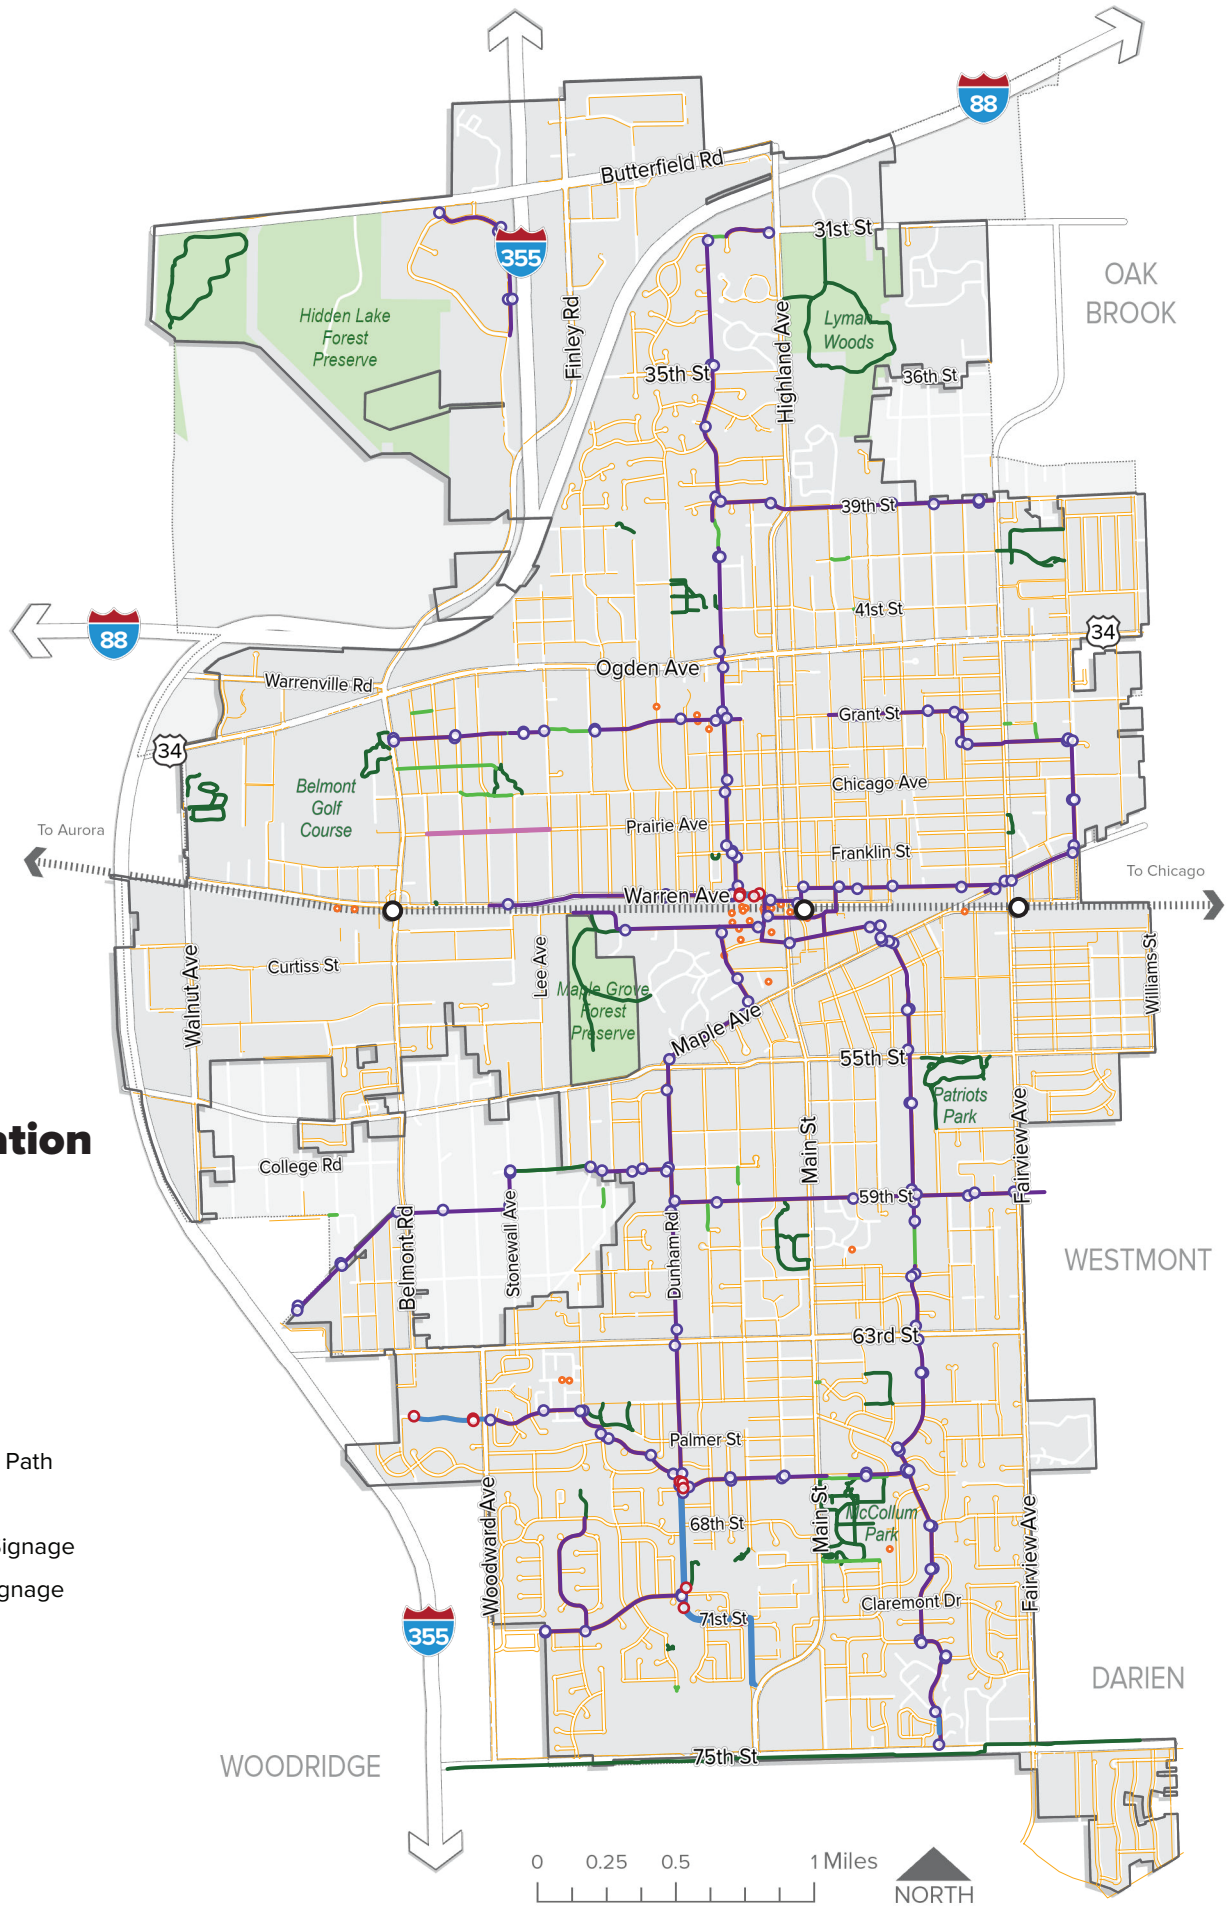 88
Butterfield Rd
31st St
355
OAK
BROOK
Hidden Lake
Forest
Preserve
Finley Rd
Highland Ave
Lyman
Woods
35th St
36th St
39th St
41st St
88
34
Ogden Ave
Warrenville Rd
Grant St
34
Belmont
Golf
Course
Chicago Ave
Prairie Ave
To Aurora
Franklin St
To Chicago
Warren Ave
Curtiss St
Lee Ave
Walnut Ave
Williams St
Maple Grove
Forest
Preserve
Maple Ave
55th St
Patriots
Park
ation
College Rd
Main St
Fairview Ave
59th St
Stonewall Ave
Belmont Rd
Dunham Rd
WESTMONT
63rd St
Palmer St
Path
Woodward Ave
Main St
McCollum
Park
68th St
Fairview Ave
Signage
gnage
Claremont Dr
71st St
355
DARIEN
75th St
WOODRIDGE
0 0.25 0.5 1 Miles
NORTH